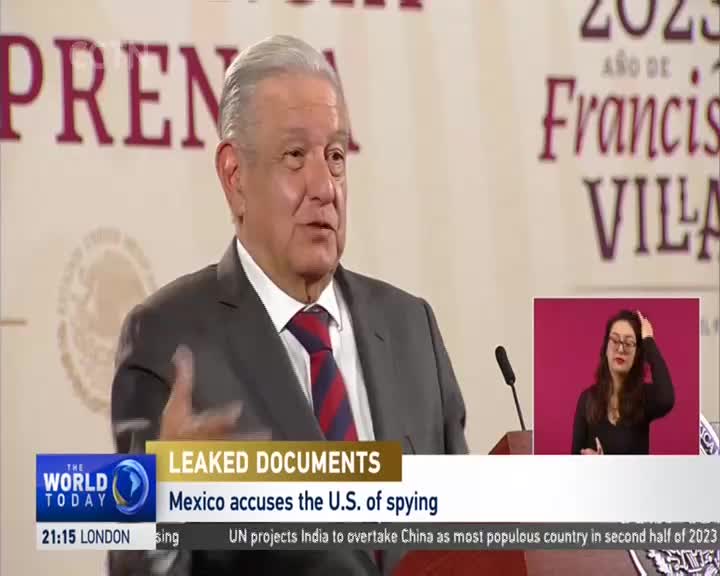 PRENSA
2023
AÑO DE
VILLA
CGTN
LEAKED DOCUMENTS
Mexico accuses the U.S. of spying
THE
WORLD
TODAY
21:15 LONDON
sing UN projects India to overtake China as most populous country in second half of 2023